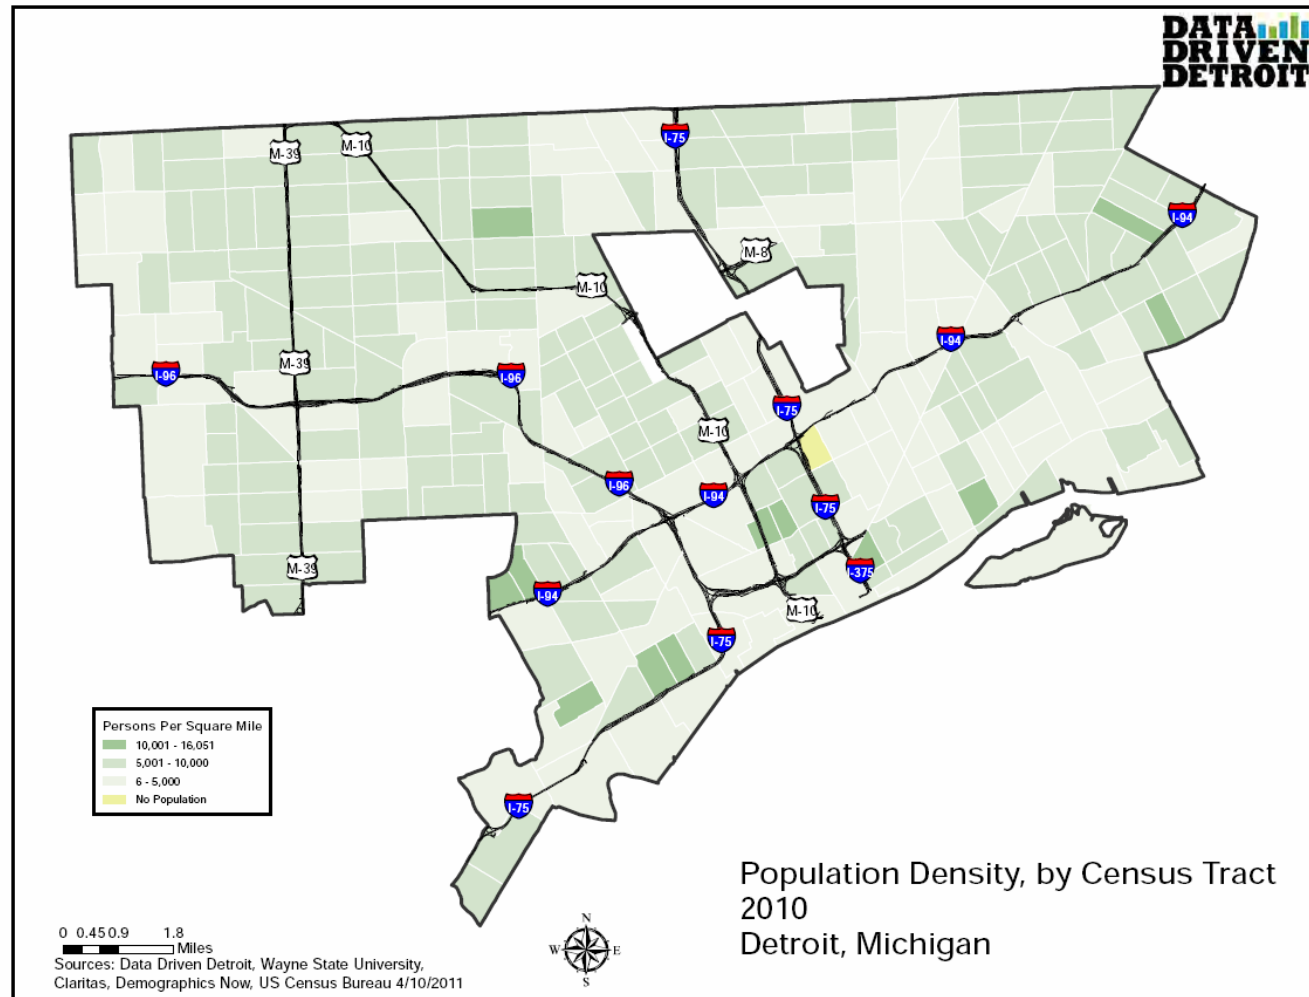 DATA
DRIVEN
DETROIT
I-75
M-39
M-10
I-94
M-8
M-10
I-94
M-39
I-96
I-96
I-75
M-10
I-96
I-94
I-75
M-39
I-375
I-94
M-10
I-75
Persons Per Square Mile
10,001 - 16,051
5,001 - 10,000
6 - 5,000
No Population
I-75
Population Density, by Census Tract
2010
Detroit, Michigan
0 0.45 0.9 1.8
Miles
N
W E
S
Sources: Data Driven Detroit, Wayne State University,
Claritas, Demographics Now, US Census Bureau 4/10/2011